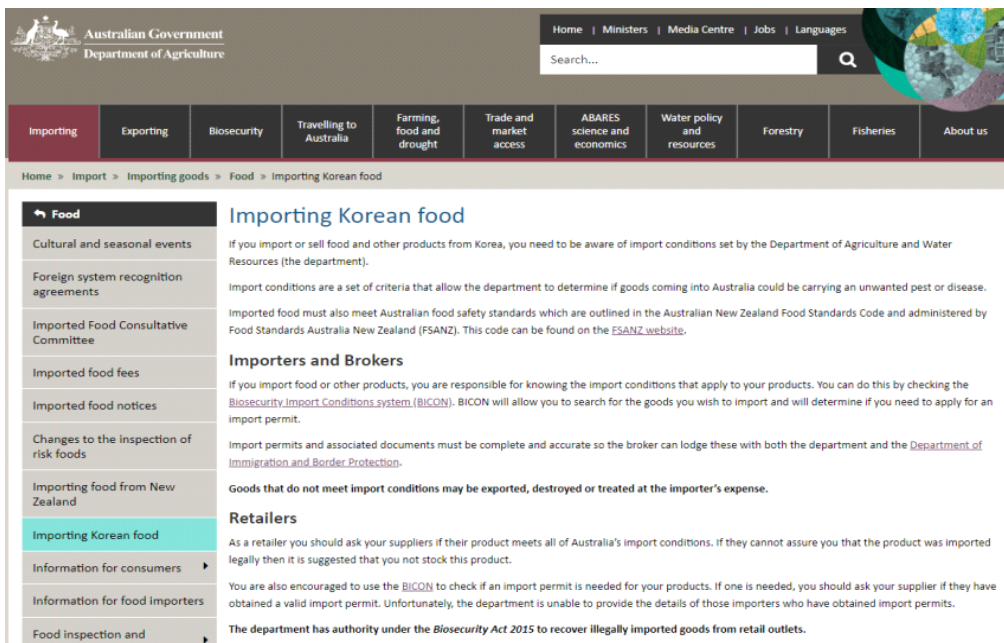 Australian Government
Department of Agriculture
Home | Ministers | Media Centre | Jobs | Languages
Search...
Importing
Exporting
Biosecurity
Travelling to
Australia
Farming,
food and
drought
Trade and
market
access
ABARES
science and
economics
Water policy
and
resources
Forestry
Fisheries
About us
Home » Import » Importing goods » Food » Importing Korean food
Food
Cultural and seasonal events
Foreign system recognition
agreements
Imported Food Consultative
Committee
Imported food fees
Imported food notices
Changes to the inspection of
risk foods
Importing food from New
Zealand
Importing Korean food
Information for consumers
Information for food importers
Food inspection and
Importing Korean food
If you import or sell food and other products from Korea, you need to be aware of import conditions set by the Department of Agriculture and Water
Resources (the department).
Import conditions are a set of criteria that allow the department to determine if goods coming into Australia could be carrying an unwanted pest or disease.
Imported food must also meet Australian food safety standards which are outlined in the Australian New Zealand Food Standards Code and administered by
Food Standards Australia New Zealand (FSANZ). This code can be found on the FSANZ website.
Importers and Brokers
If you import food or other products, you are responsible for knowing the import conditions that apply to your products. You can do this by checking the
Biosecurity Import Conditions system (BICON). BICON will allow you to search for the goods you wish to import and will determine if you need to apply for an
import permit.
Import permits and associated documents must be complete and accurate so the broker can lodge these with both the department and the Department of
Immigration and Border Protection.
Goods that do not meet import conditions may be exported, destroyed or treated at the importer's expense.
Retailers
As a retailer you should ask your suppliers if their product meets all of Australia's import conditions. If they cannot assure you that the product was imported
legally then it is suggested that you not stock this product.
You are also encouraged to use the BICON to check if an import permit is needed for your products. If one is needed, you should ask your supplier if they have
obtained a valid import permit. Unfortunately, the department is unable to provide the details of those importers who have obtained import permits.
The department has authority under the Biosecurity Act 2015 to recover illegally imported goods from retail outlets.